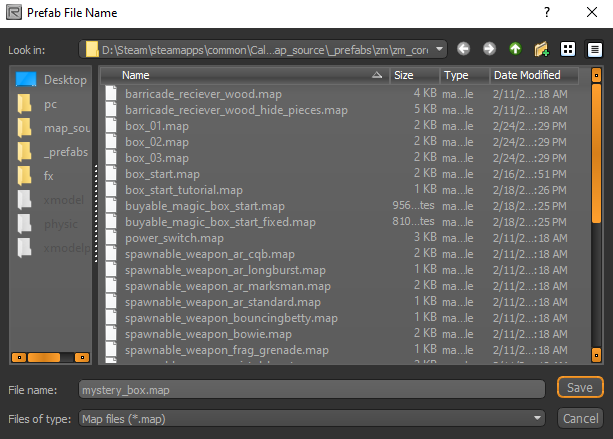 Prefab File Name
Look in: D:\Steam\steamapps\common\Cal...ap_source\_prefabs\zm\zm_cor
Name Size Type Date Modified
Desktop
pc
map_sou
_prefabs
fx
xmodel
physic
xmodelp
barricade_reciever_wood.map 4 KB ma...le 2/11/2...:18 AM
barricade_reciever_wood_hide_pieces.map 5 KB ma...le 2/11/2...:18 AM
box_01.map 2 KB ma...le 2/24/2...:29 PM
box_02.map 2 KB ma...le 2/24/2...:29 PM
box_03.map 2 KB ma...le 2/24/2...:29 PM
box_start.map 2 KB ma...le 2/16/2...:51 PM
box_start_tutorial.map 1 KB ma...le 2/18/2...:26 PM
buyable_magic_box_start.map 956...tes ma...le 2/18/2...:25 PM
buyable_magic_box_start_fixed.map 810...tes ma...le 2/18/2...:25 PM
power_switch.map 3 KB ma...le 2/11/2...:18 AM
spawnable_weapon_ar_cqb.map 2 KB ma...le 2/11/2...:18 AM
spawnable_weapon_ar_longburst.map 2 KB ma...le 2/11/2...:18 AM
spawnable_weapon_ar_marksman.map 2 KB ma...le 2/11/2...:18 AM
spawnable_weapon_ar_standard.map 2 KB ma...le 2/11/2...:18 AM
spawnable_weapon_bouncingbetty.map 2 KB ma...le 2/11/2...:18 AM
spawnable_weapon_bowie.map 2 KB ma...le 2/11/2...:18 AM
spawnable_weapon_frag_grenade.map 2 KB ma...le 2/11/2...:18 AM
File name: mystery_box.map Save
Files of type: Map files (*.map) Cancel